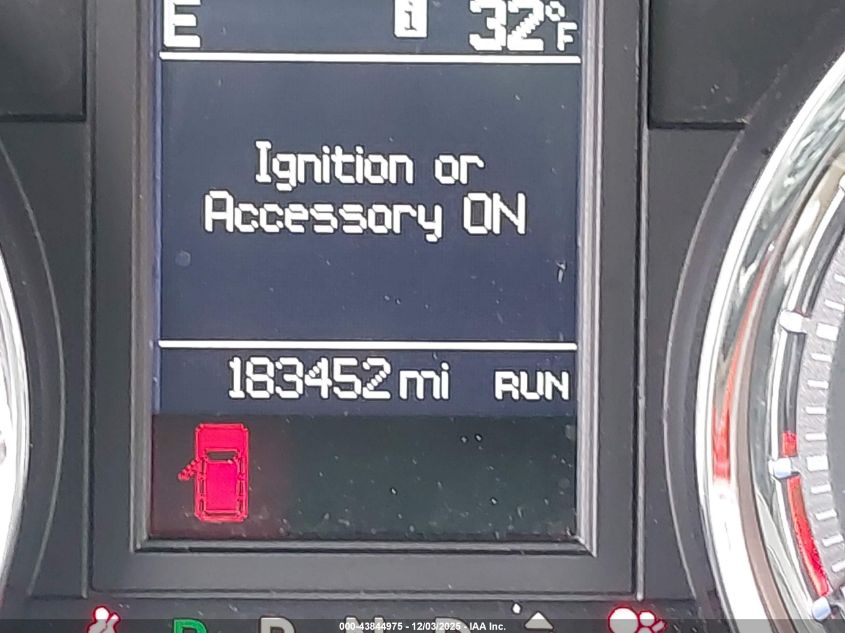 E i 32°F
Ignition or
Accessory ON
183452 mi RUN
P R N
000-43844975 - 12/03/2025 - IAA Inc.